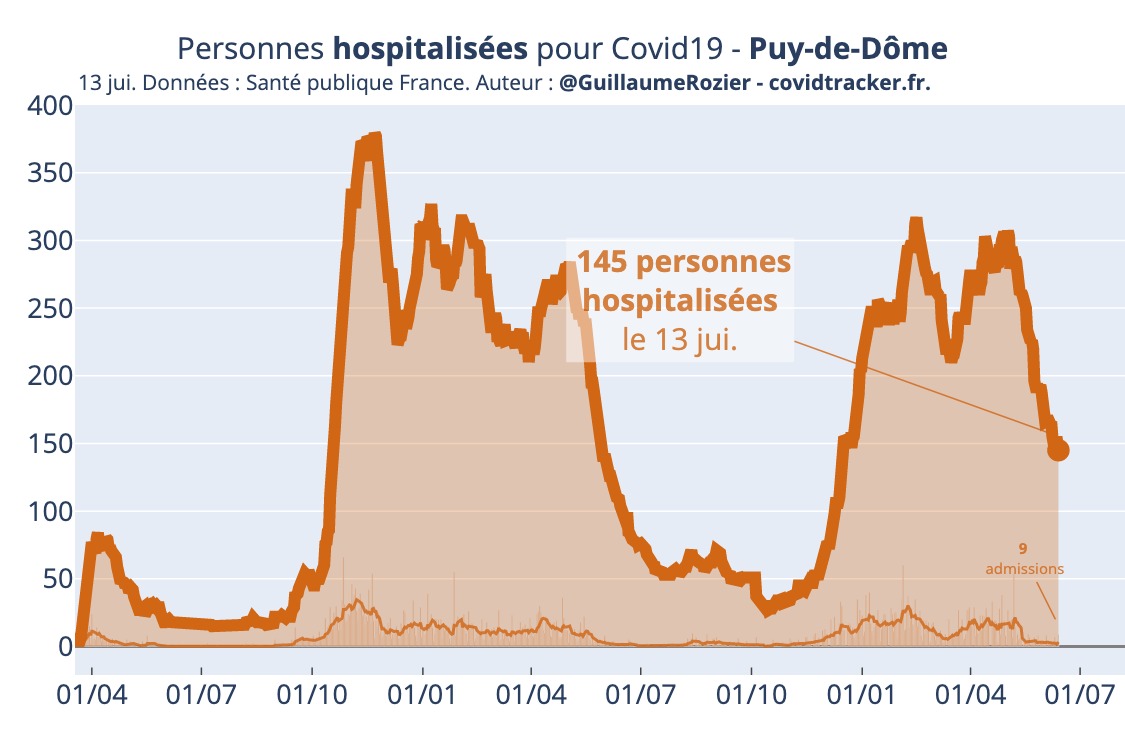 Personnes hospitalisées pour Covid19 - Puy-de-Dôme
13 jui. Données : Santé publique France. Auteur : @GuillaumeRozier - covidtracker.fr.
400
350
300
250
200
150
100
50
0
145 personnes
hospitalisées
le 13 jui.
9
admissions
01/04 01/07 01/10 01/01 01/04 01/07 01/10 01/01 01/04 01/07